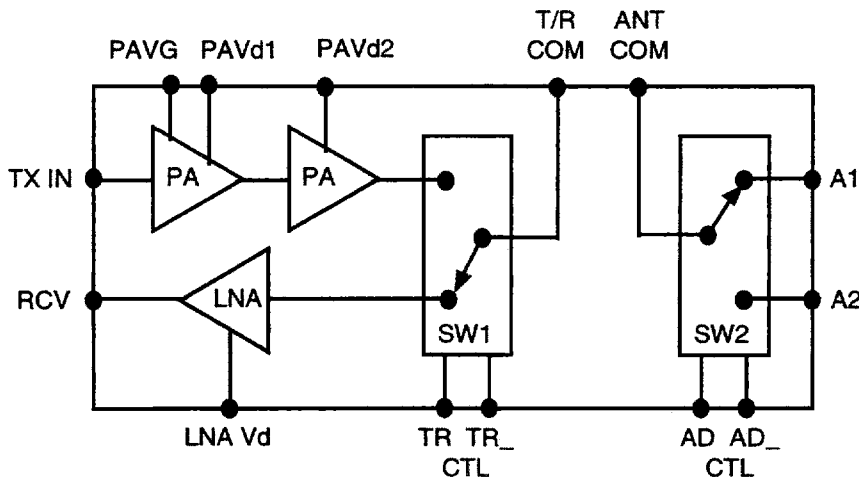 T/R ANT
PAVG PAVd1 PAVd2 COM COM
TX IN PA PA A1
RCV LNA A2
SW1 SW2
LNA Vd TR TR_ AD AD_
CTL CTL